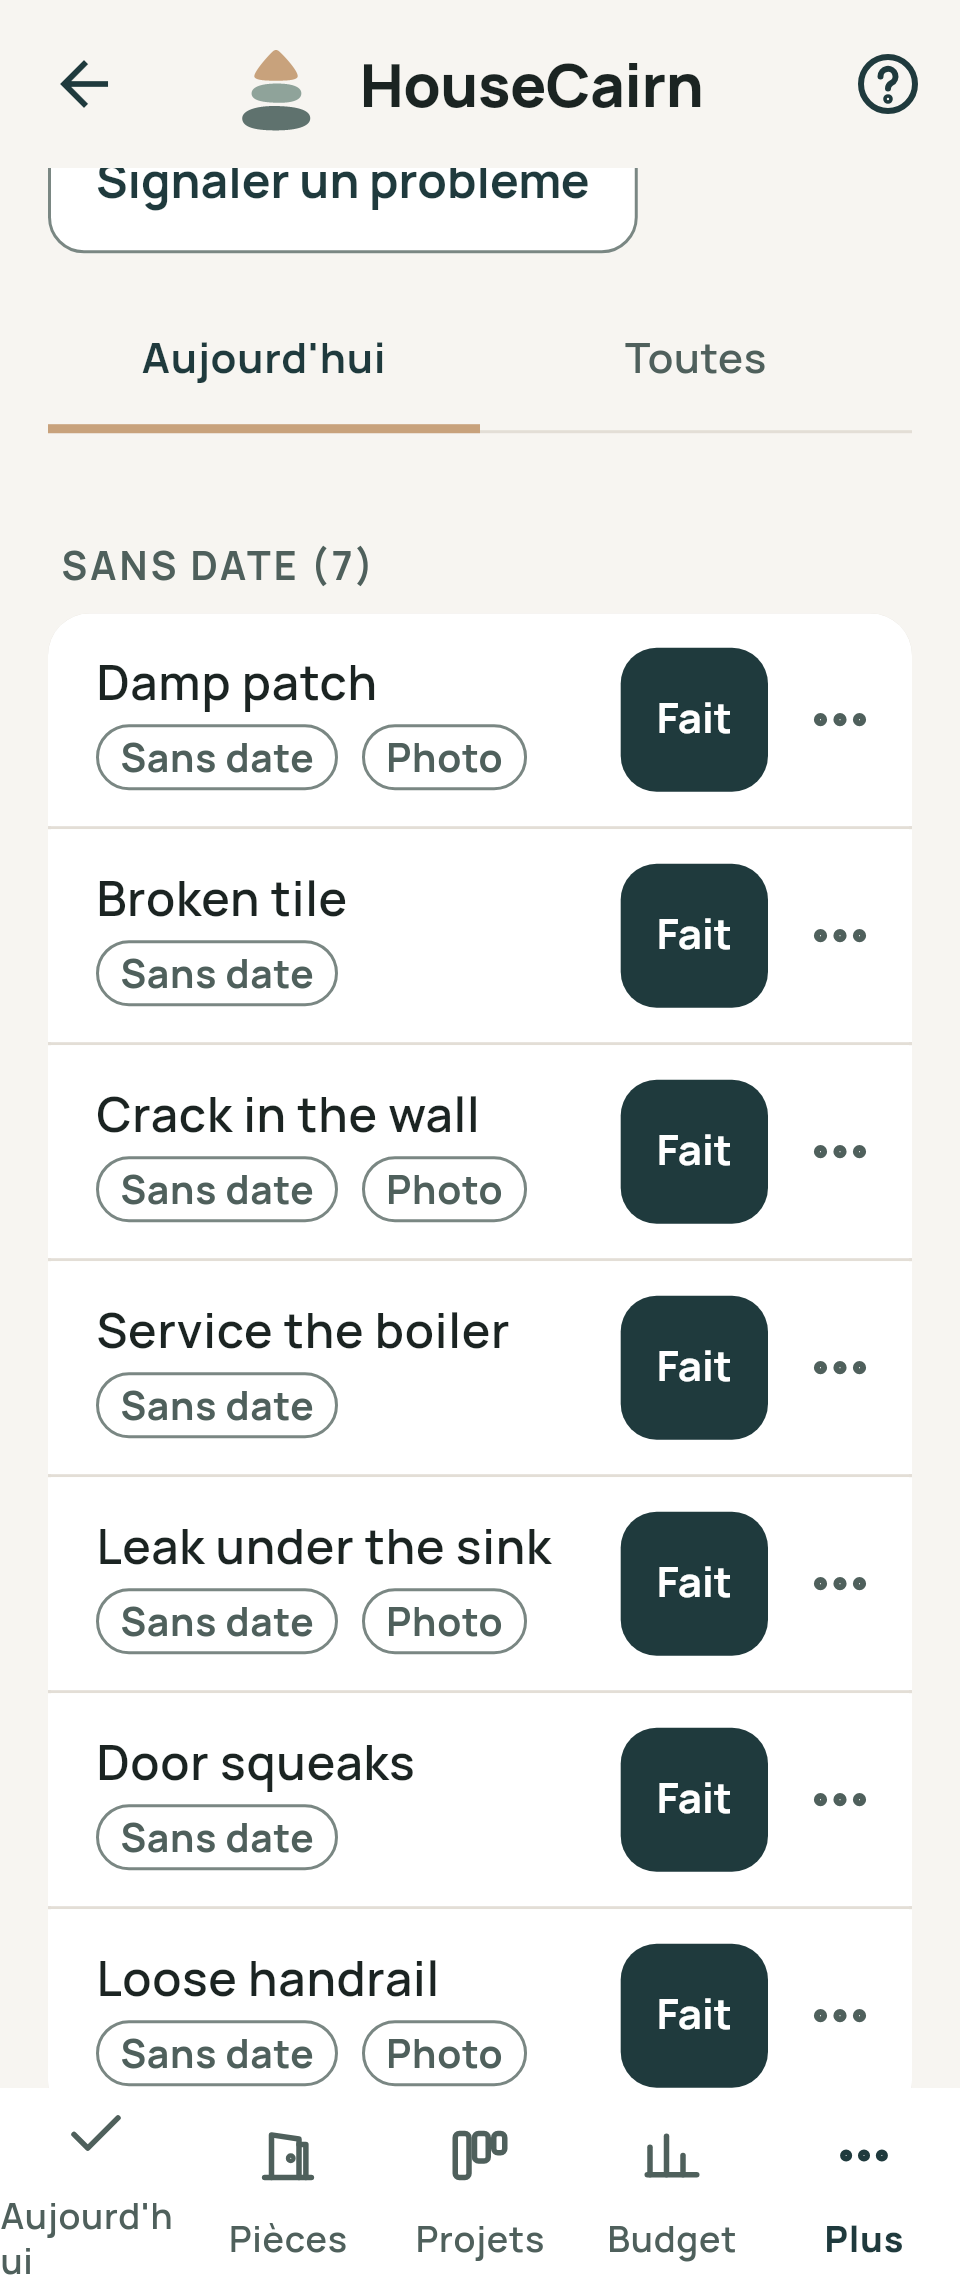 HouseCairn
Signaler un problème
Aujourd'hui
Toutes
SANS DATE (7)
Damp patch
Sans date
Photo
Fait
Broken tile
Sans date
Fait
Crack in the wall
Sans date
Photo
Fait
Service the boiler
Sans date
Fait
Leak under the sink
Sans date
Photo
Fait
Door squeaks
Sans date
Fait
Loose handrail
Sans date
Photo
Fait
Aujourd'h
ui
Pièces
Projets
Budget
Plus